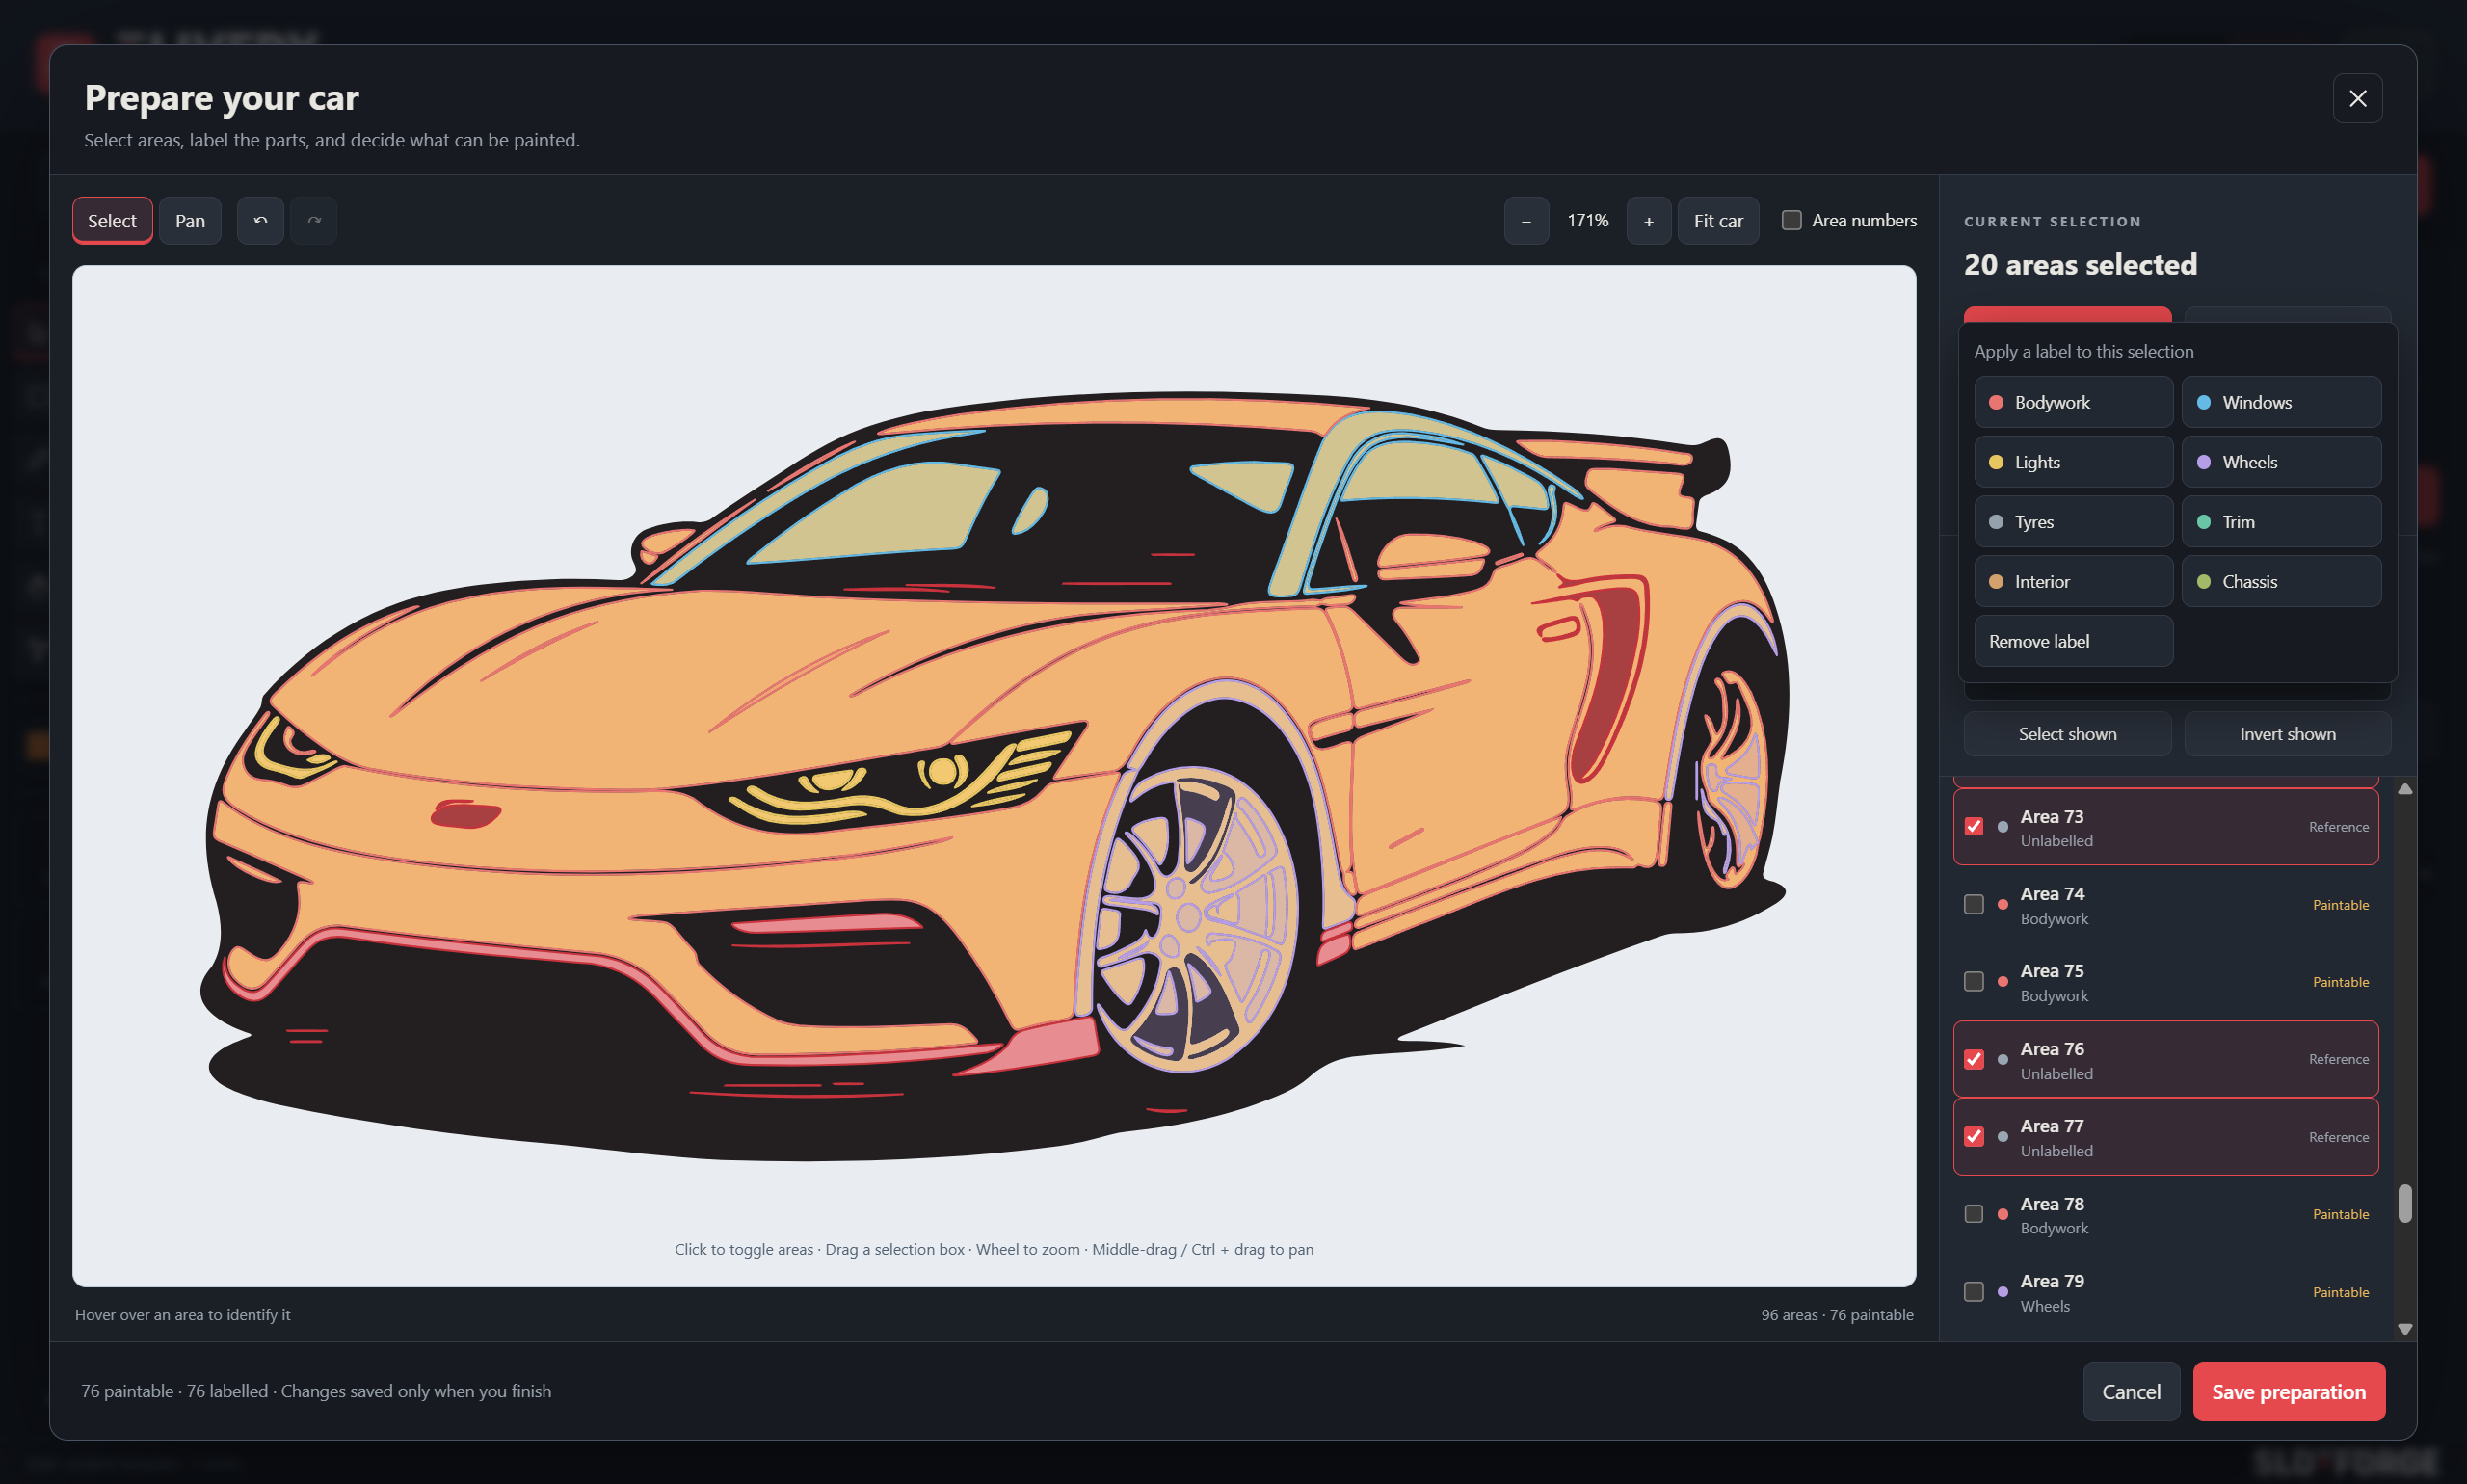 Prepare your car
Select areas, label the parts, and decide what can be painted.
Select
Pan
171%
+
Fit car
Area numbers
CURRENT SELECTION
20 areas selected
Apply a label to this selection
Bodywork
Windows
Lights
Wheels
Tyres
Trim
Interior
Chassis
Remove label
Select shown
Invert shown
Area 73
Unlabelled
Reference
Area 74
Bodywork
Paintable
Area 75
Bodywork
Paintable
Area 76
Unlabelled
Reference
Area 77
Unlabelled
Reference
Area 78
Bodywork
Paintable
Area 79
Wheels
Paintable
Click to toggle areas · Drag a selection box · Wheel to zoom · Middle-drag / Ctrl + drag to pan
Hover over an area to identify it
96 areas · 76 paintable
76 paintable · 76 labelled · Changes saved only when you finish
Cancel
Save preparation